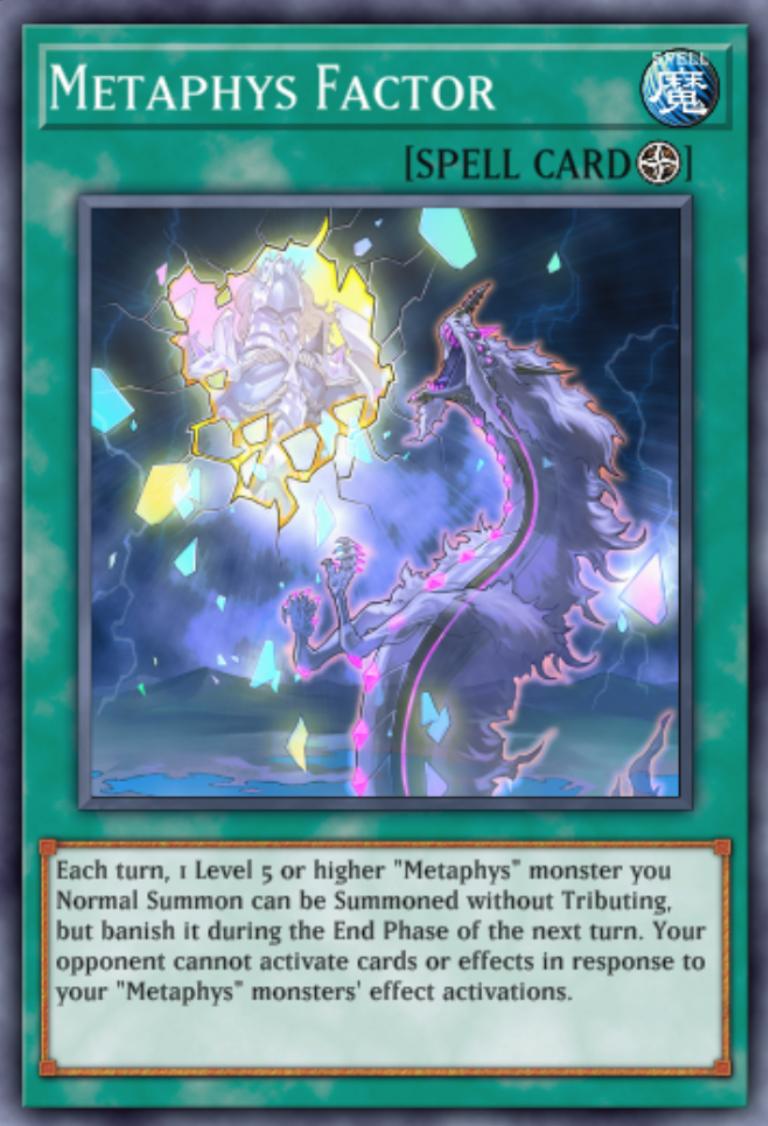 METAPHYS FACTOR
SPELL
魔
[SPELL CARD]
Each turn, 1 Level 5 or higher "Metaphys" monster you
Normal Summon can be Summoned without Tributing,
but banish it during the End Phase of the next turn. Your
opponent cannot activate cards or effects in response to
your "Metaphys" monsters' effect activations.